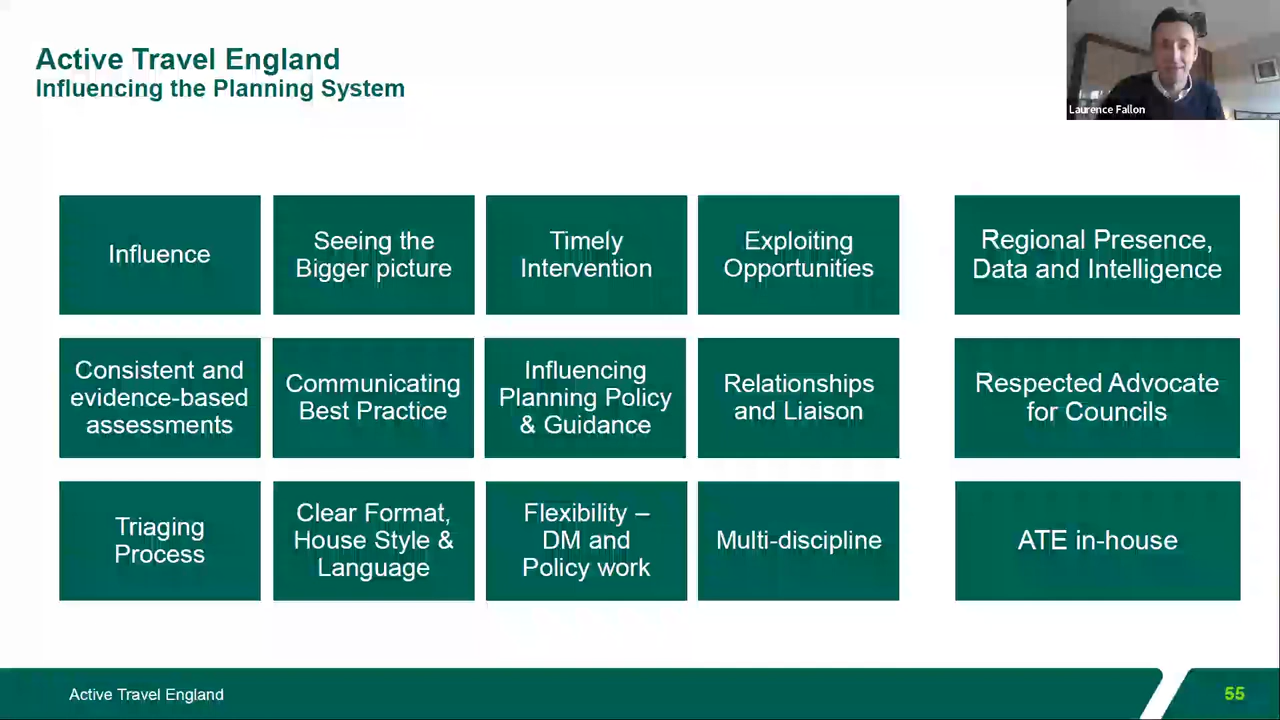 Active Travel England
Influencing the Planning System
Laurence Fallon
Influence
Seeing the
Bigger picture
Timely
Intervention
Exploiting
Opportunities
Regional Presence,
Data and Intelligence
Consistent and
evidence-based
assessments
Communicating
Best Practice
Influencing
Planning Policy
& Guidance
Relationships
and Liaison
Respected Advocate
for Councils
Triaging
Process
Clear Format,
House Style &
Language
Flexibility –
DM and
Policy work
Multi-discipline
ATE in-house
Active Travel England
55